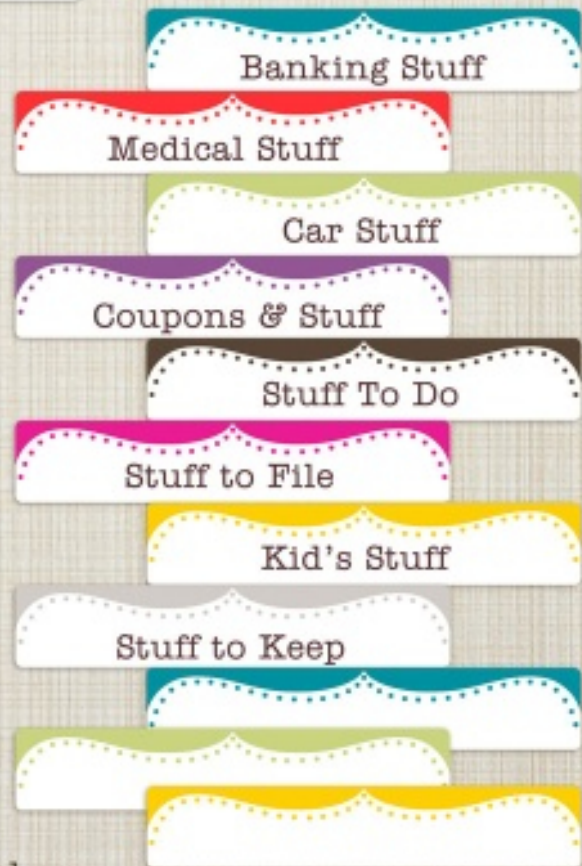 Banking Stuff
Medical Stuff
Car Stuff
Coupons & Stuff
Stuff To Do
Stuff to File
Kid's Stuff
Stuff to Keep